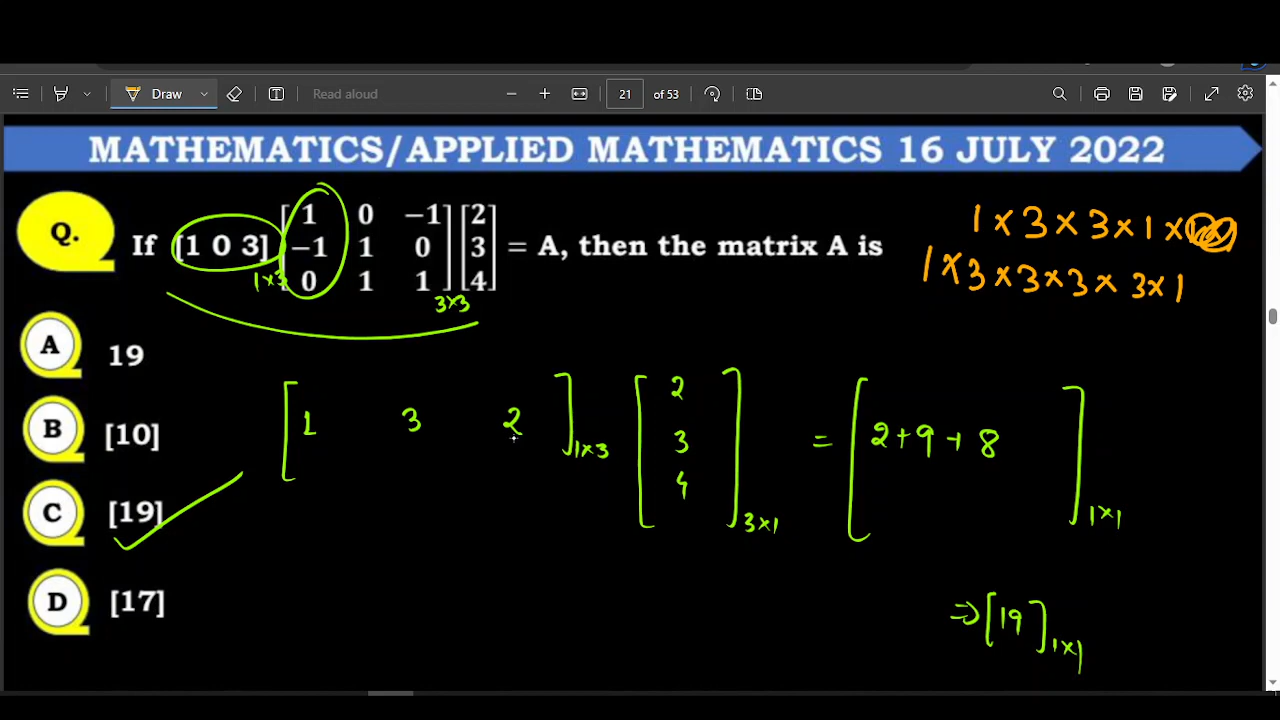 Draw
Read aloud
21 of 53
MATHEMATICS/APPLIED MATHEMATICS 16 JULY 2022
Q. If [1 0 3] [1 0 −1 −1 1 0 0 1 1] [2 3 4] = A, then the matrix A is
1×3
3×3
1×3×3×1×
1×3×3×3×3×1
A 19
B [10]
C [19]
D [17]
[1 3 2]1×3 [2 3 4]3×1 = [2+9+8]1×1
⇒[19]1×1